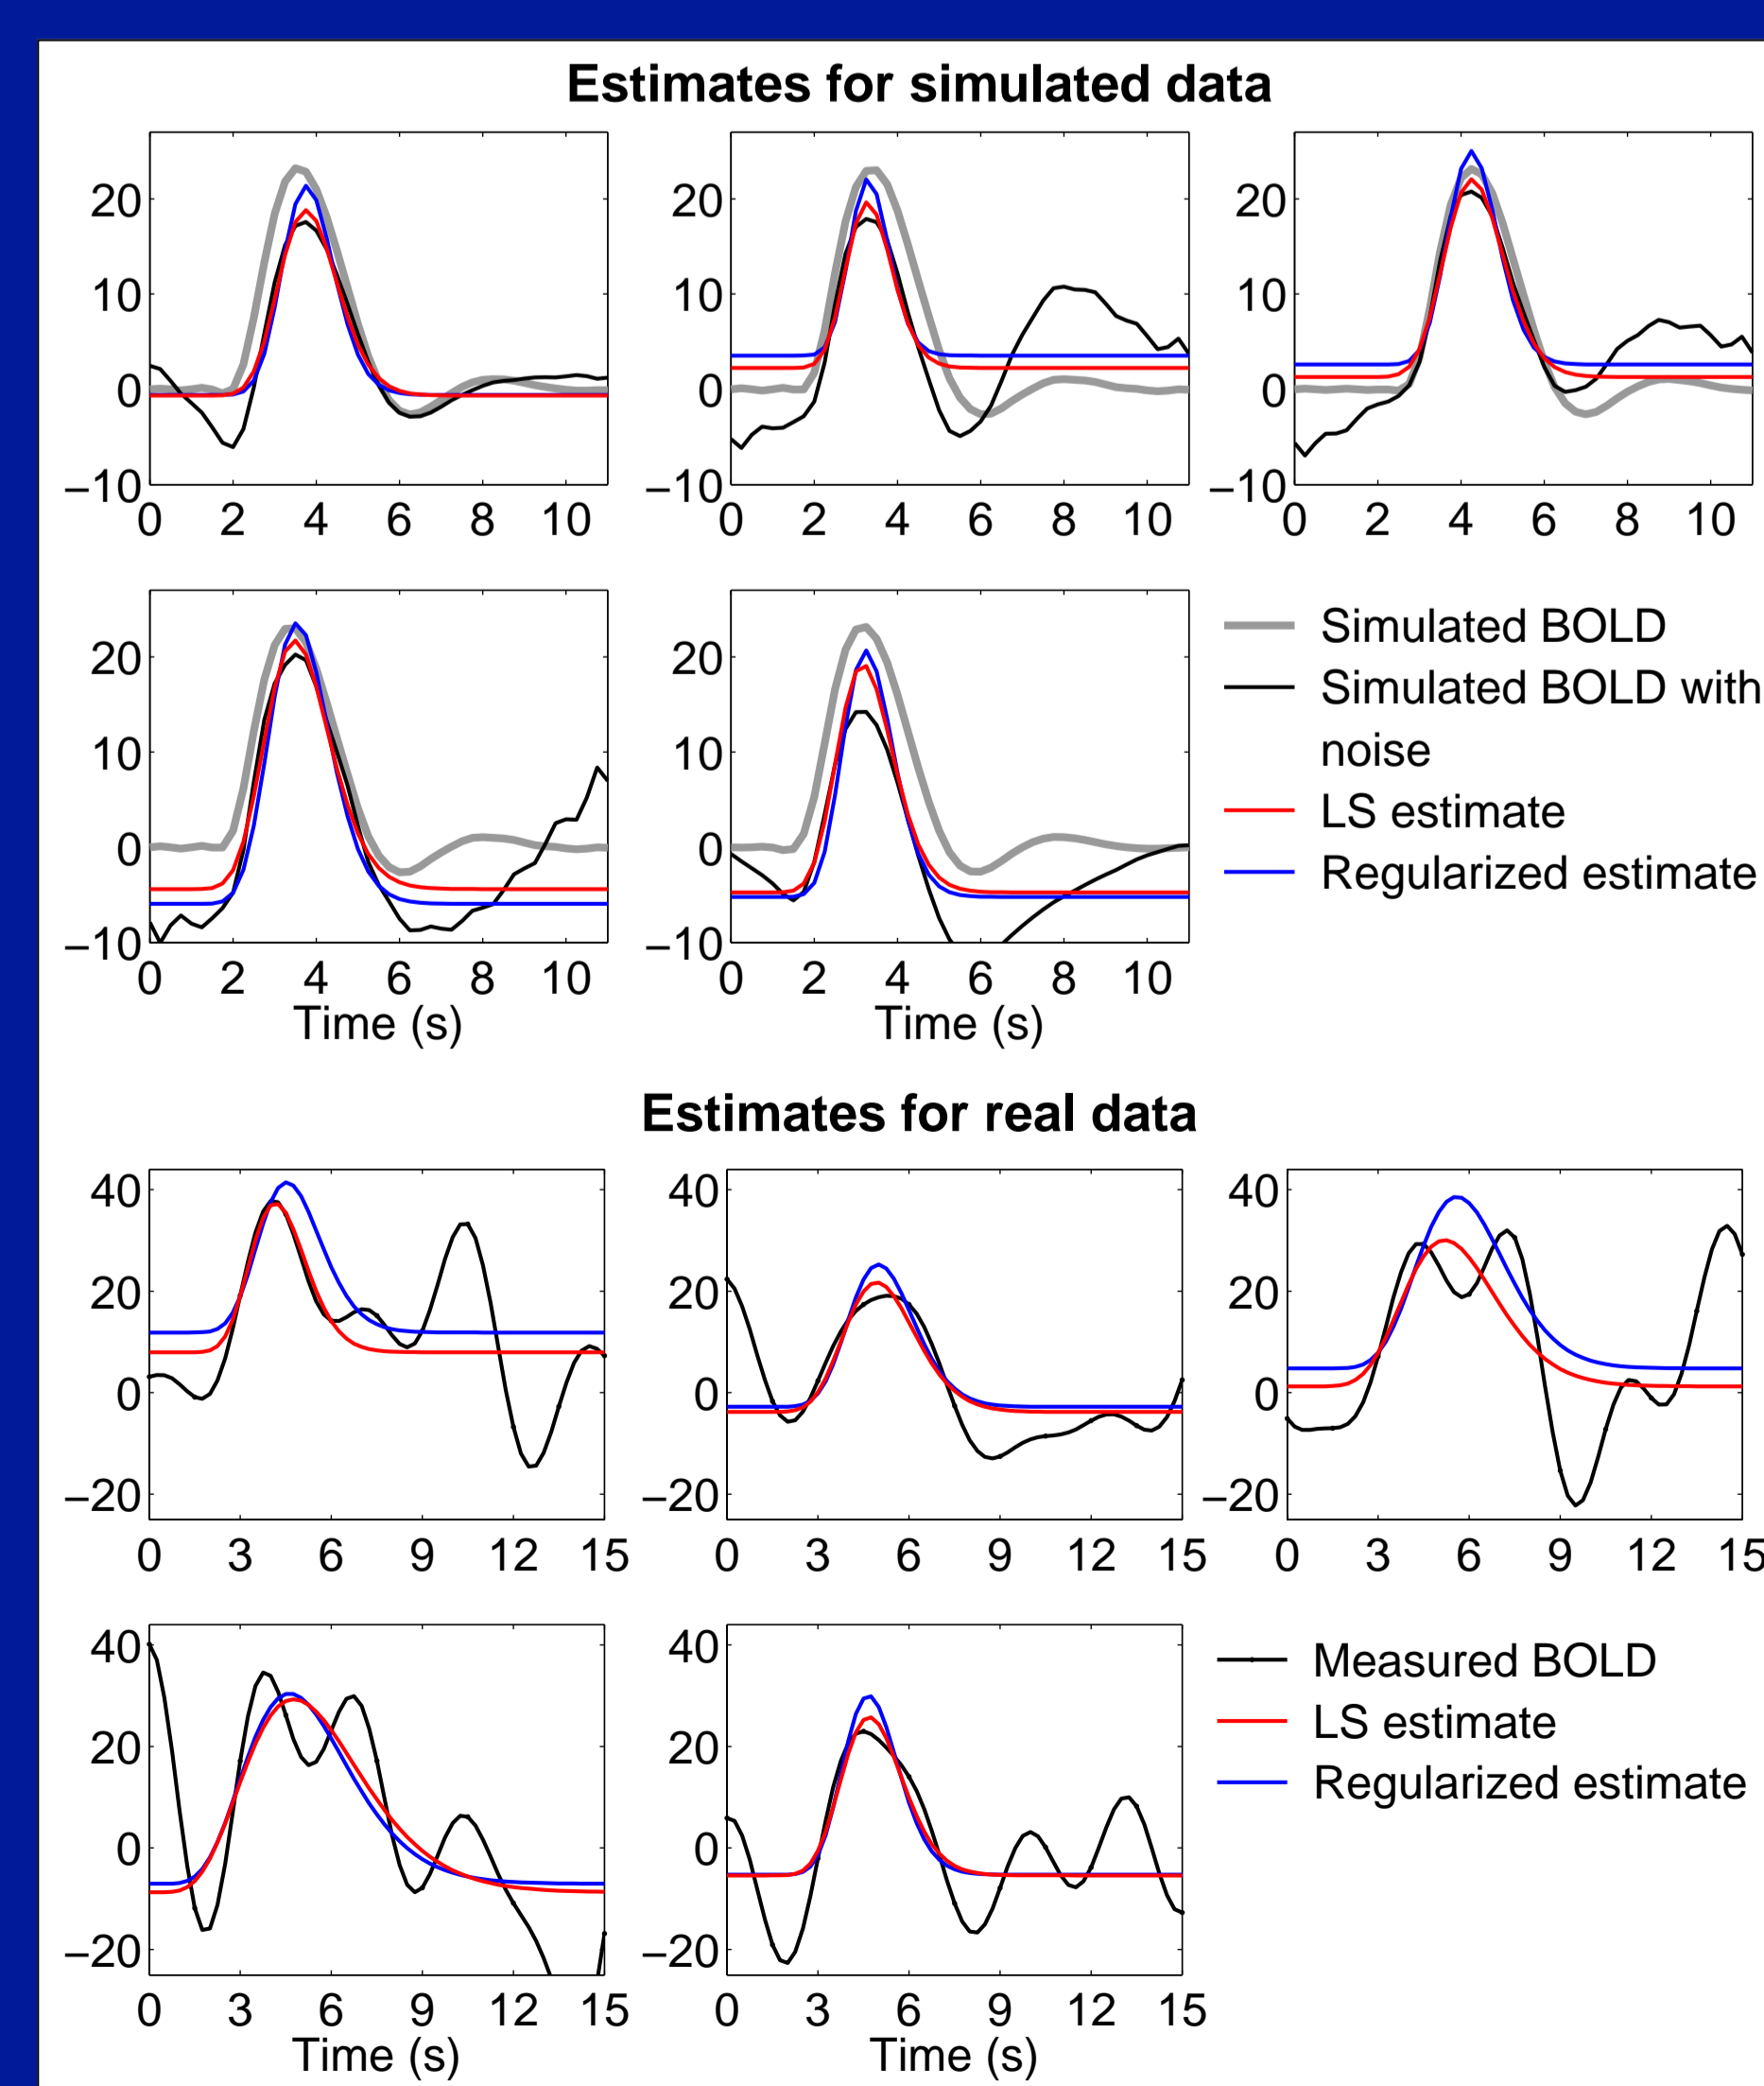 Estimates for simulated data
20 20 20
10 10 10
0 0 0
−10 −10 −10
0 2 4 6 8 10 0 2 4 6 8 10 0 2 4 6 8 10
20 20
10 10
0 0
−10 −10
0 2 4 6 8 10 0 2 4 6 8 10
Time (s) Time (s)
Simulated BOLD
Simulated BOLD with
noise
LS estimate
Regularized estimate
Estimates for real data
40 40 40
20 20 20
0 0 0
−20 −20 −20
0 3 6 9 12 15 0 3 6 9 12 15 0 3 6 9 12 15
40 40
20 20
0 0
−20 −20
0 3 6 9 12 15 0 3 6 9 12 15
Time (s) Time (s)
Measured BOLD
LS estimate
Regularized estimate